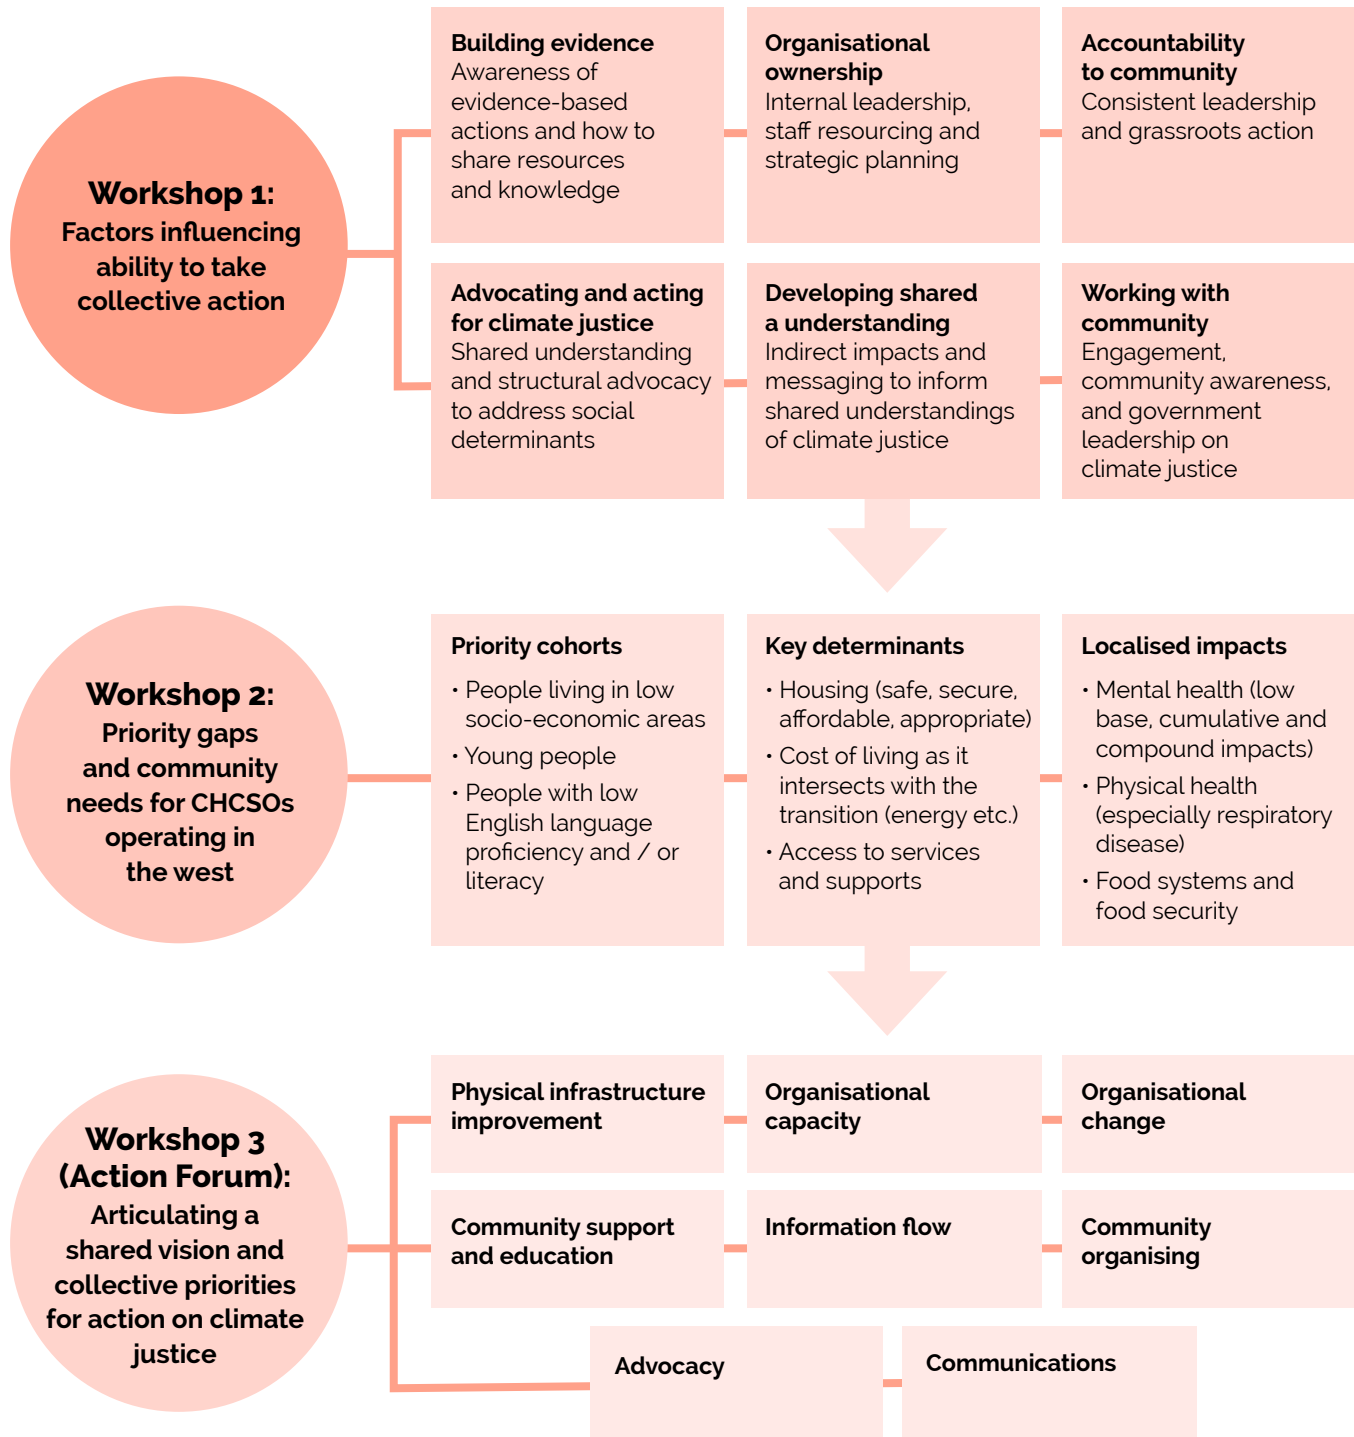 Workshop 1:
Factors influencing
ability to take
collective action
Building evidence
Awareness of
evidence-based
actions and how to
share resources
and knowledge
Organisational
ownership
Internal leadership,
staff resourcing and
strategic planning
Accountability
to community
Consistent leadership
and grassroots action
Advocating and acting
for climate justice
Shared understanding
and structural advocacy
to address social
determinants
Developing shared
a understanding
Indirect impacts and
messaging to inform
shared understandings
of climate justice
Working with
community
Engagement,
community awareness,
and government
leadership on
climate justice
Workshop 2:
Priority gaps
and community
needs for CHCSOs
operating in
the west
Priority cohorts
• People living in low
socio-economic areas
• Young people
• People with low
English language
proficiency and / or
literacy
Key determinants
• Housing (safe, secure,
affordable, appropriate)
• Cost of living as it
intersects with the
transition (energy etc.)
• Access to services
and supports
Localised impacts
• Mental health (low
base, cumulative and
compound impacts)
• Physical health
(especially respiratory
disease)
• Food systems and
food security
Workshop 3
(Action Forum):
Articulating a
shared vision and
collective priorities
for action on climate
justice
Physical infrastructure
improvement
Organisational
capacity
Organisational
change
Community support
and education
Information flow
Community
organising
Advocacy
Communications